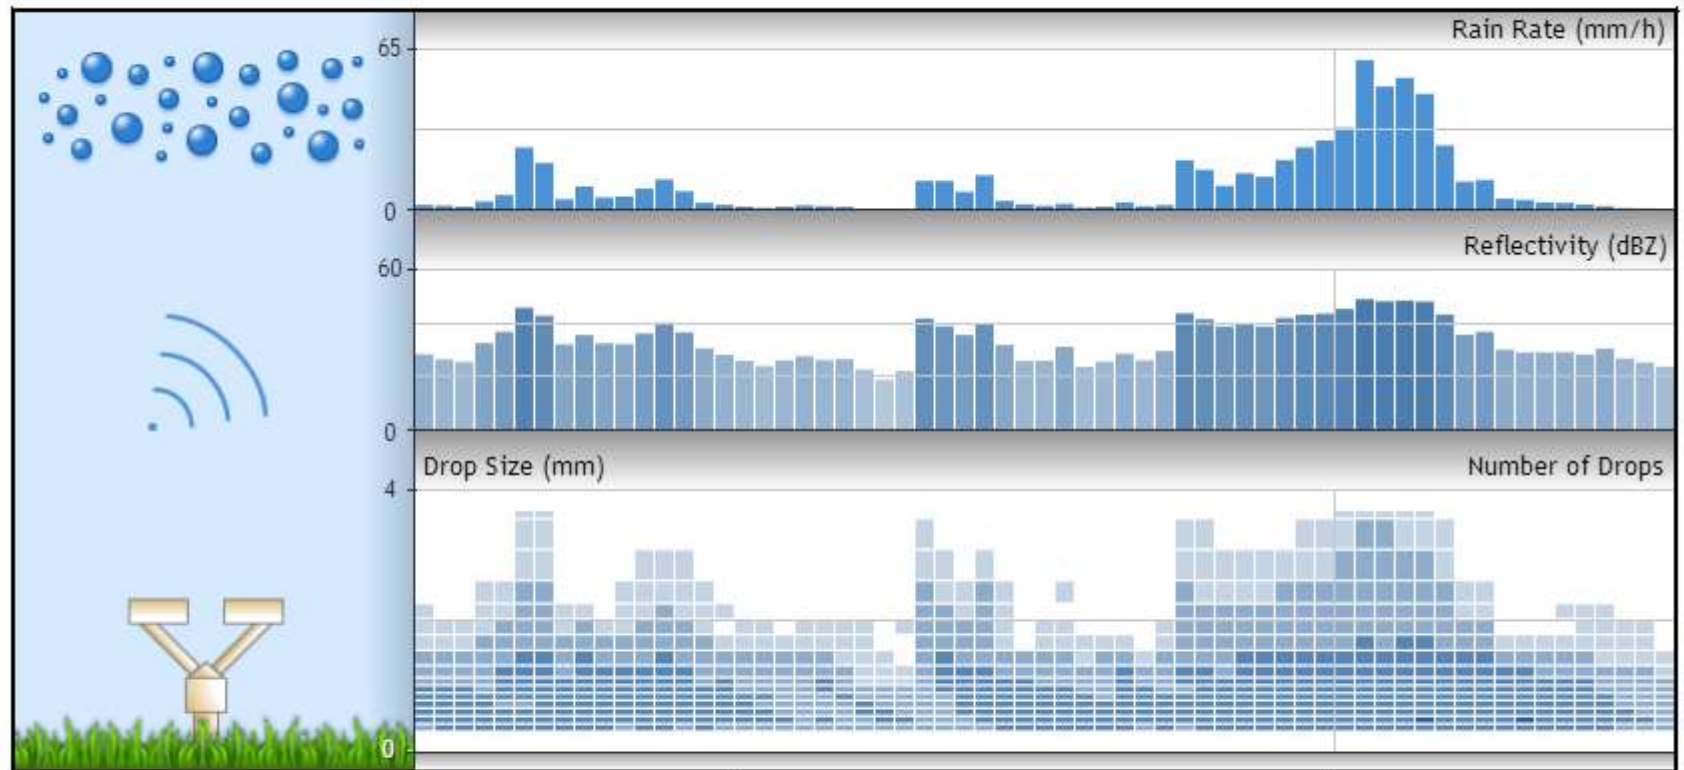 Rain Rate (mm/h)
65
0
Reflectivity (dBZ)
60
0
Drop Size (mm) Number of Drops
4
0